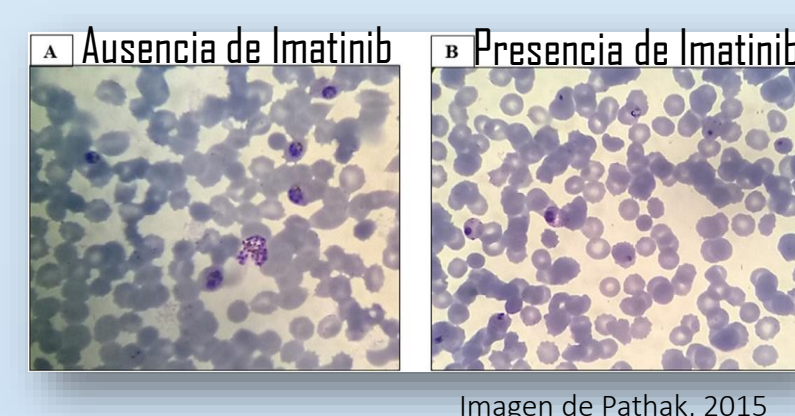 A Ausencia de Imatinib
B Presencia de Imatinib
Imagen de Pathak, 2015